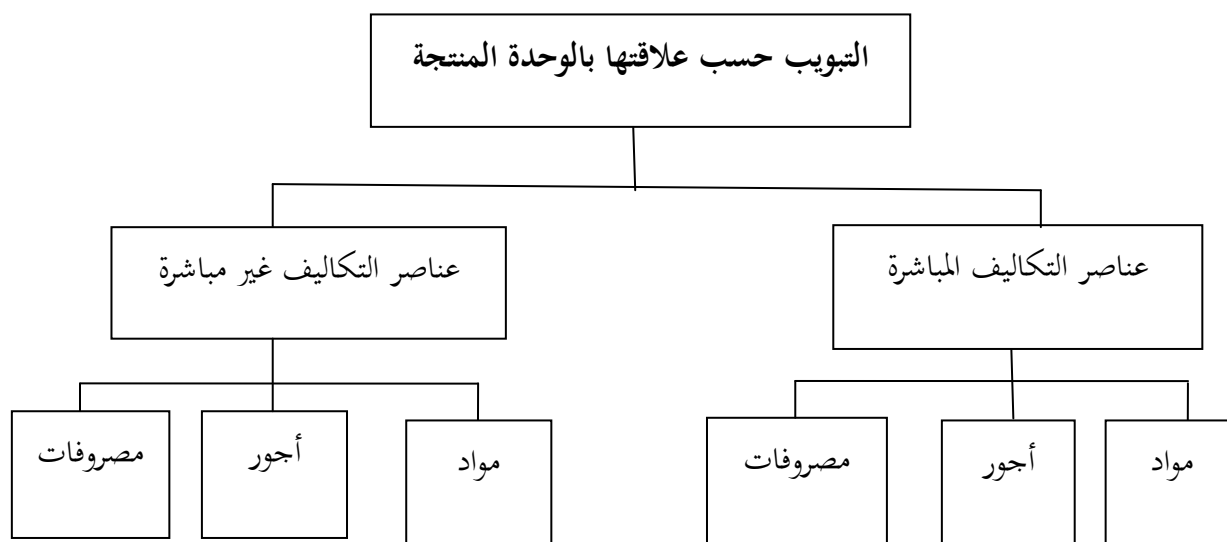 التبويب حسب علاقتها بالوحدة المنتجة
عناصر التكاليف المباشرة
عناصر التكاليف غير مباشرة
مواد
أجور
مصروفات
مواد
أجور
مصروفات